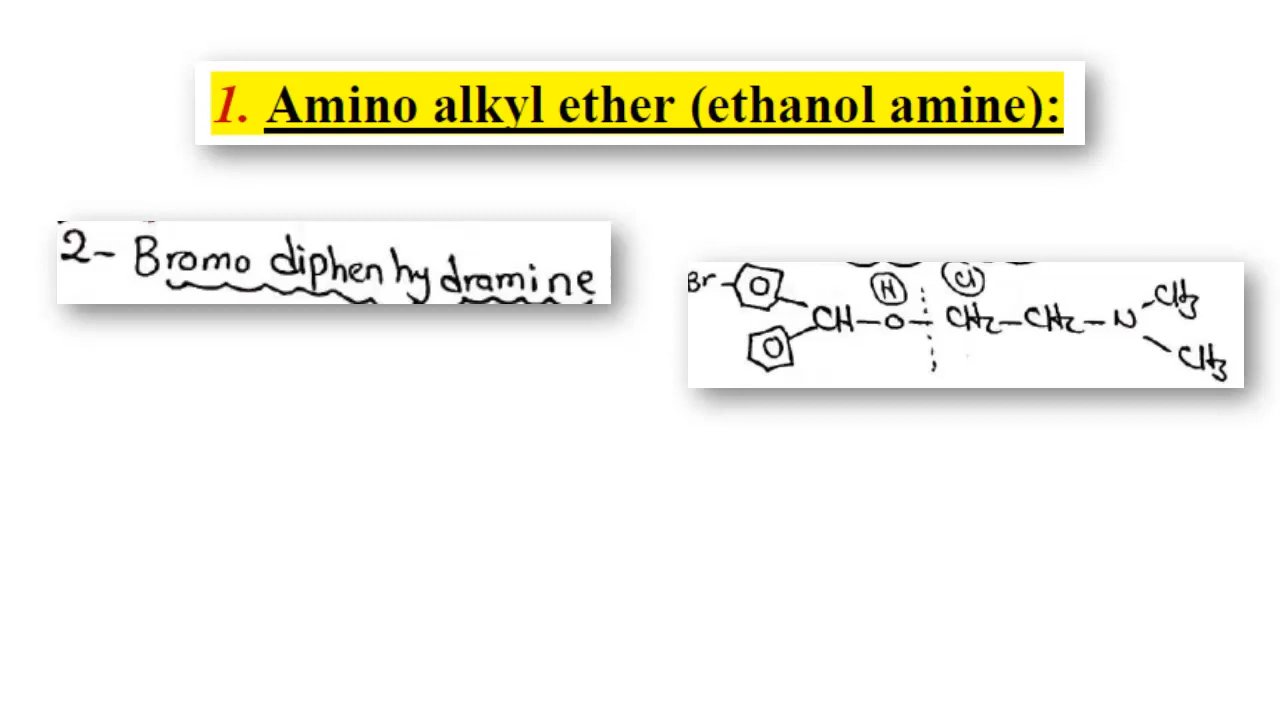 1. Amino alkyl ether (ethanol amine):
2- Bromo diphenhydramine
Br
H Cl
CH-O-CH2-CH2-N
CH3
CH3